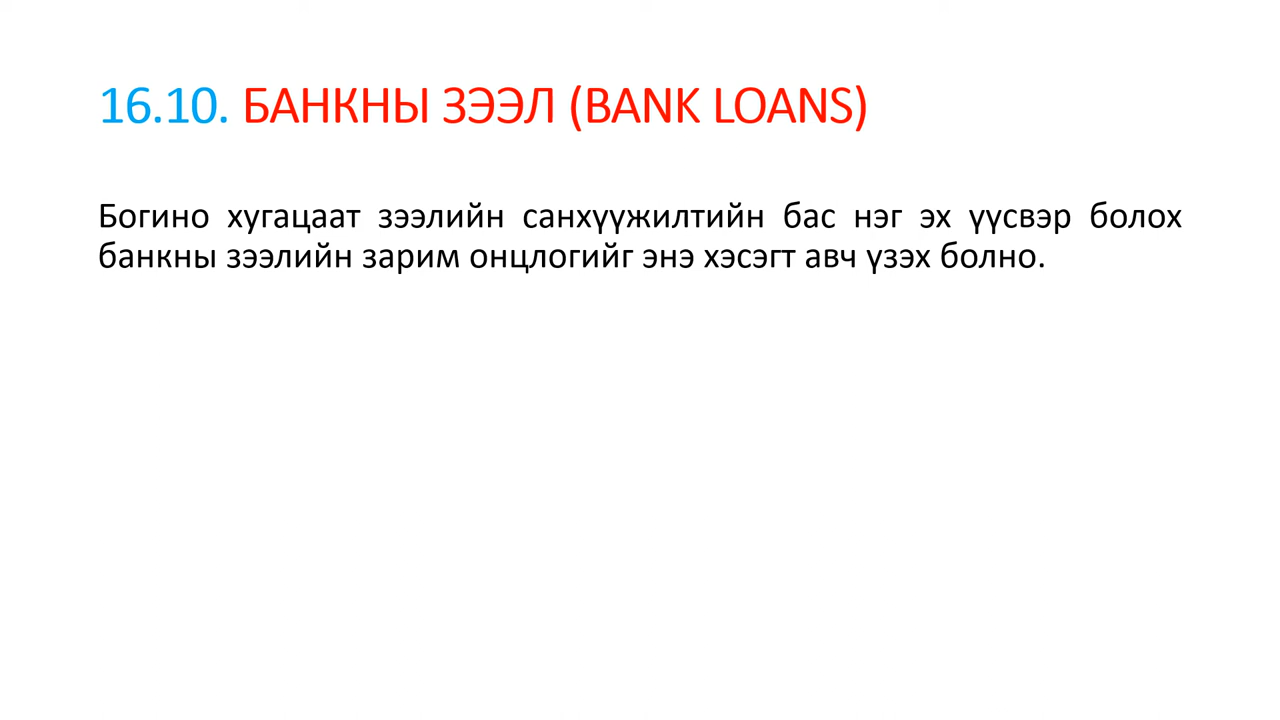 16.10. БАНКНЫ ЗЭЭЛ (BANK LOANS)
Богино хугацаат зээлийн санхүүжилтийн бас нэг эх үүсвэр болох
банкны зээлийн зарим онцлогийг энэ хэсэгт авч үзэх болно.